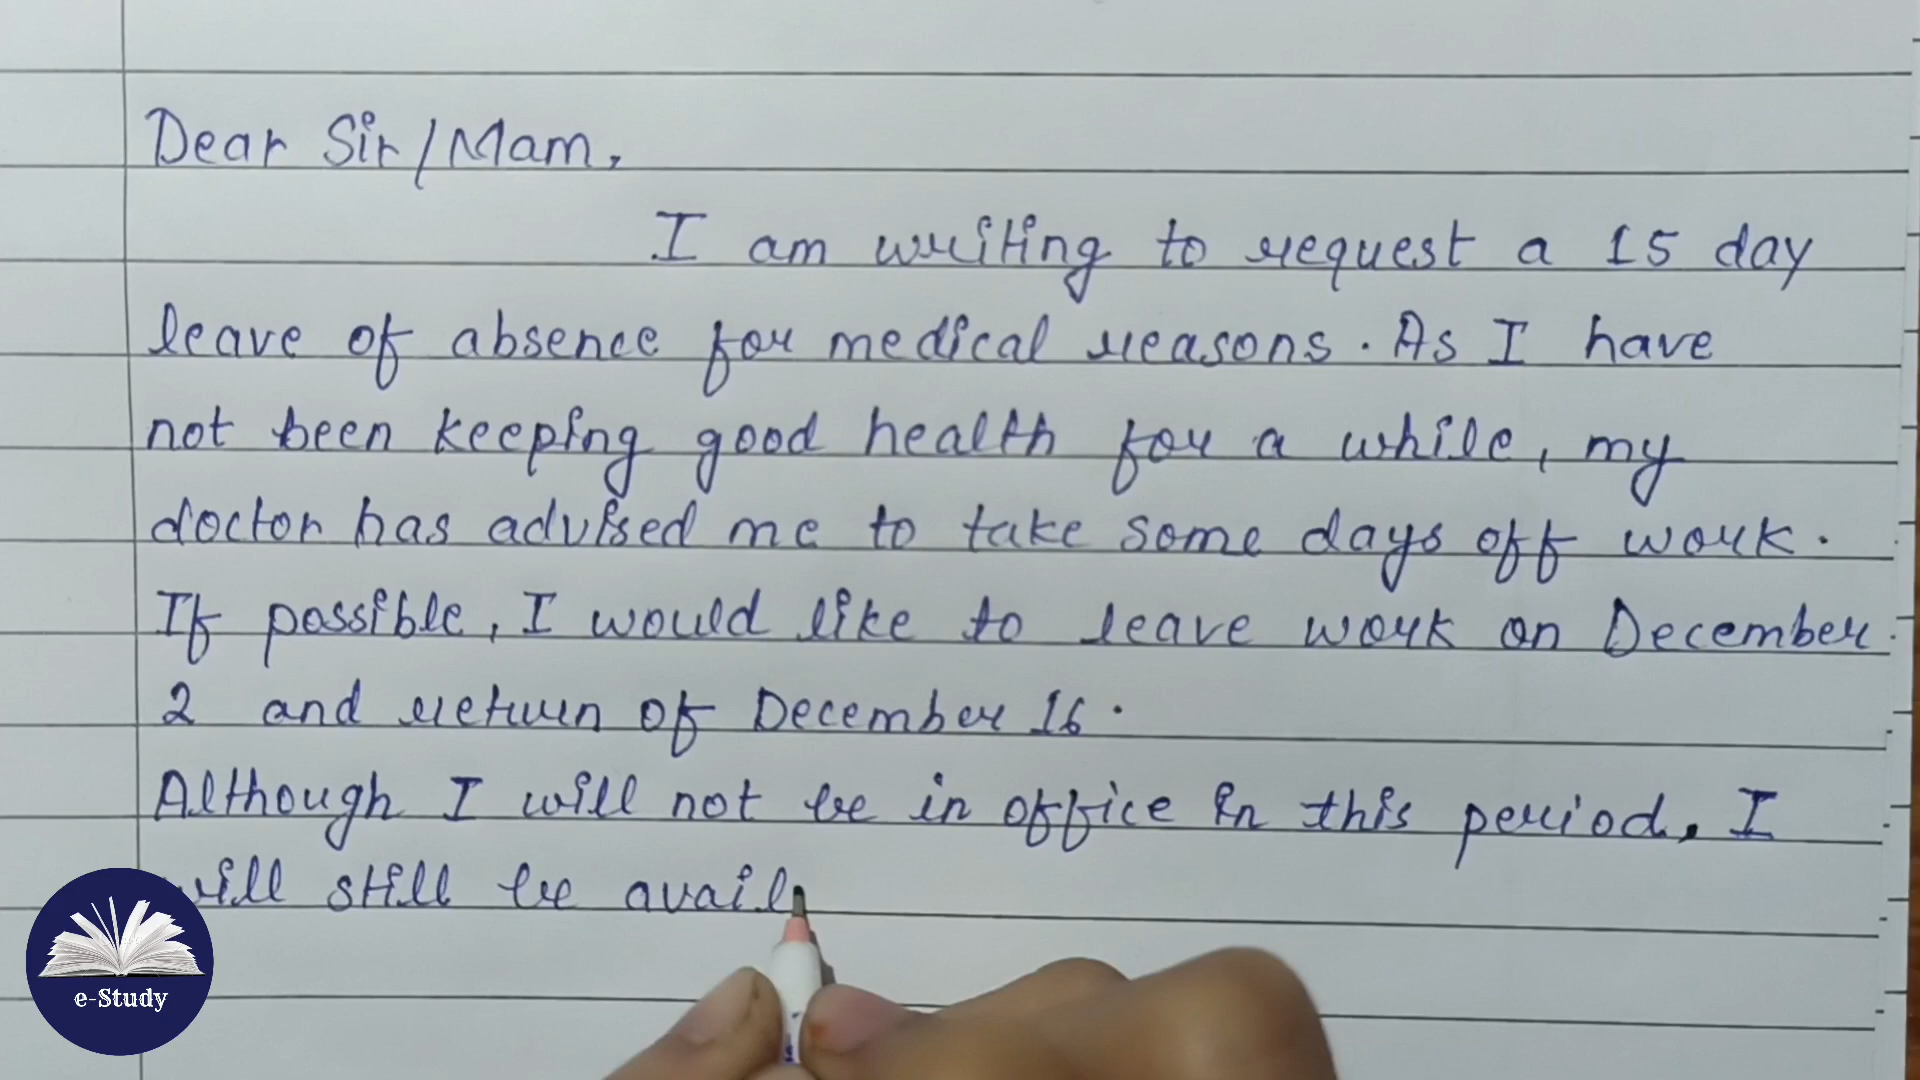 Dear Sir/Mam,
I am writing to request a 15 day
leave of absence for medical reasons. As I have
not been keeping good health for a while, my
doctor has advised me to take some days off work.
If possible, I would like to leave work on December
2 and return of December 16.
Although I will not be in office in this period, I
will still be avail
e-Study